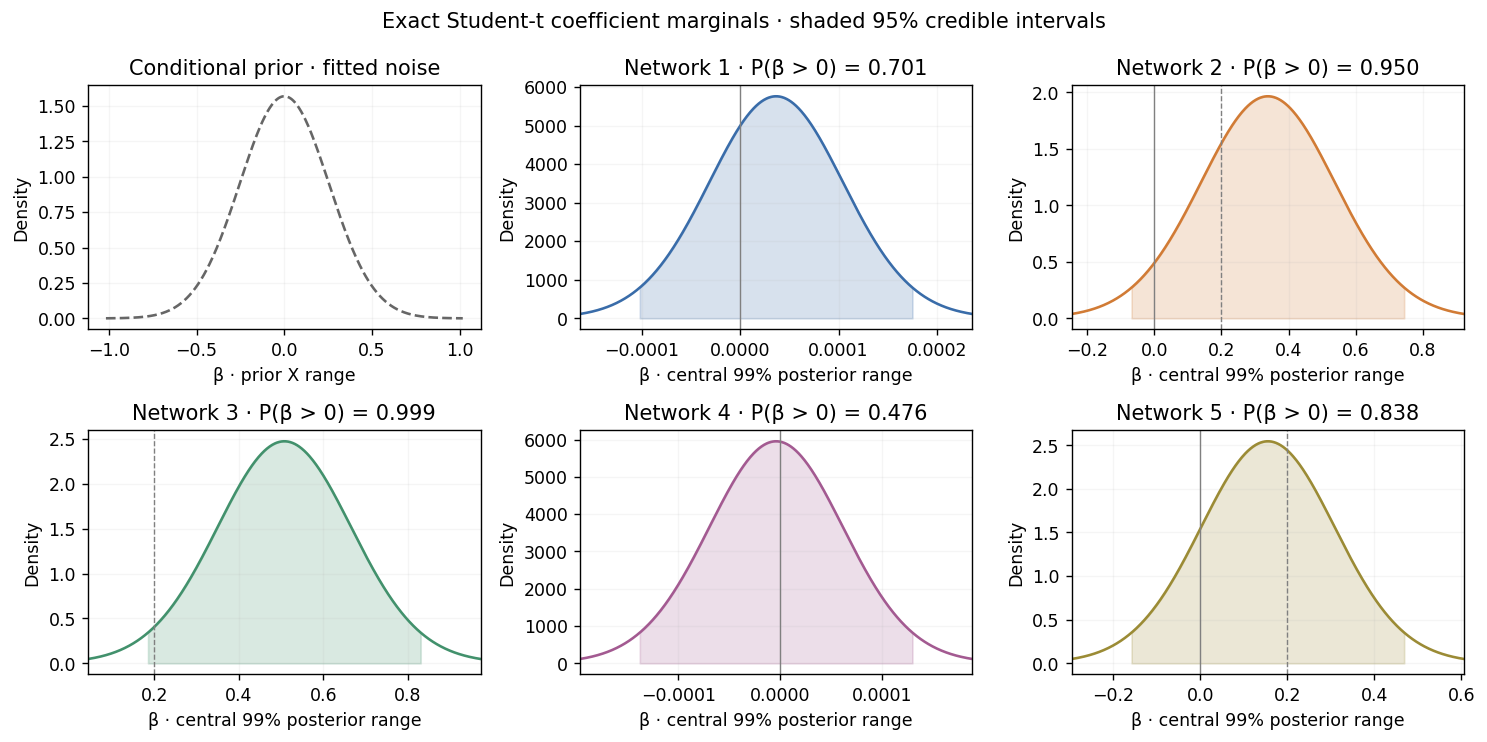 Exact Student-t coefficient marginals · shaded 95% credible intervals
Conditional prior · fitted noise
Density
1.50
1.25
1.00
0.75
0.50
0.25
0.00
−1.0 −0.5 0.0 0.5 1.0
β · prior X range
Network 1 · P(β > 0) = 0.701
Density
6000
5000
4000
3000
2000
1000
0
−0.0001 0.0000 0.0001 0.0002
β · central 99% posterior range
Network 2 · P(β > 0) = 0.950
Density
2.0
1.5
1.0
0.5
0.0
−0.2 0.0 0.2 0.4 0.6 0.8
β · central 99% posterior range
Network 3 · P(β > 0) = 0.999
Density
2.5
2.0
1.5
1.0
0.5
0.0
0.2 0.4 0.6 0.8
β · central 99% posterior range
Network 4 · P(β > 0) = 0.476
Density
6000
5000
4000
3000
2000
1000
0
−0.0001 0.0000 0.0001
β · central 99% posterior range
Network 5 · P(β > 0) = 0.838
Density
2.5
2.0
1.5
1.0
0.5
0.0
−0.2 0.0 0.2 0.4 0.6
β · central 99% posterior range